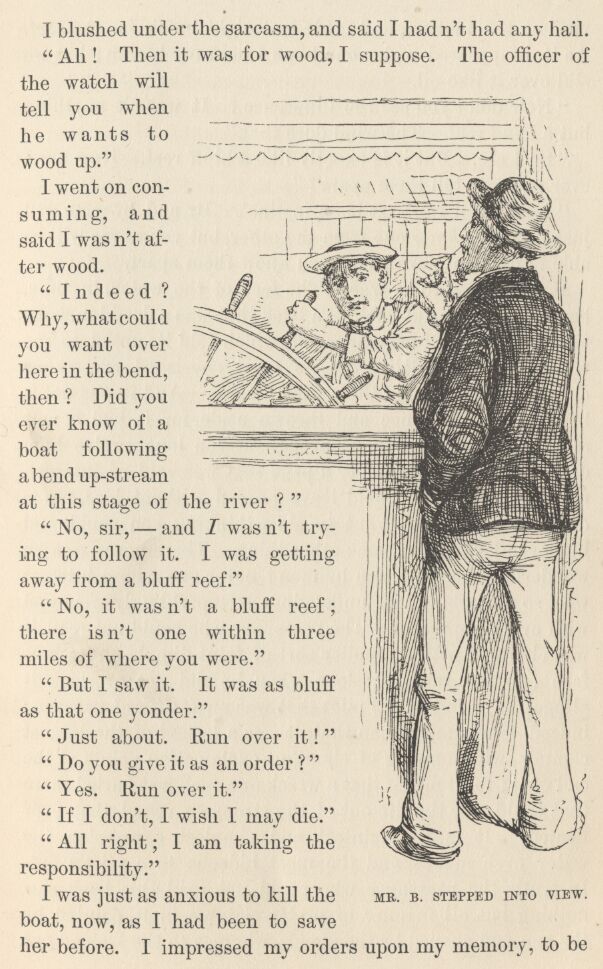 I blushed under the sarcasm, and said I had n't had any hail.
“ Ah ! Then it was for wood, I suppose. The officer of
the watch will
tell you when
he wants to
wood up.”
I went on con-
suming, and
said I was n't af-
ter wood.
“ Indeed ?
Why, what could
you want over
here in the bend,
then ? Did you
ever know of a
boat following
a bend up-stream
at this stage of the river ? ”
“ No, sir, — and I was n't try-
ing to follow it. I was getting
away from a bluff reef.”
“ No, it was n't a bluff reef ;
there is n't one within three
miles of where you were.”
“ But I saw it. It was as bluff
as that one yonder.”
“ Just about. Run over it ! ”
“ Do you give it as an order ? ”
“ Yes. Run over it.”
“ If I don't, I wish I may die.”
“ All right ; I am taking the
responsibility.”
I was just as anxious to kill the
boat, now, as I had been to save
her before. I impressed my orders upon my memory, to be
MR. B. STEPPED INTO VIEW.